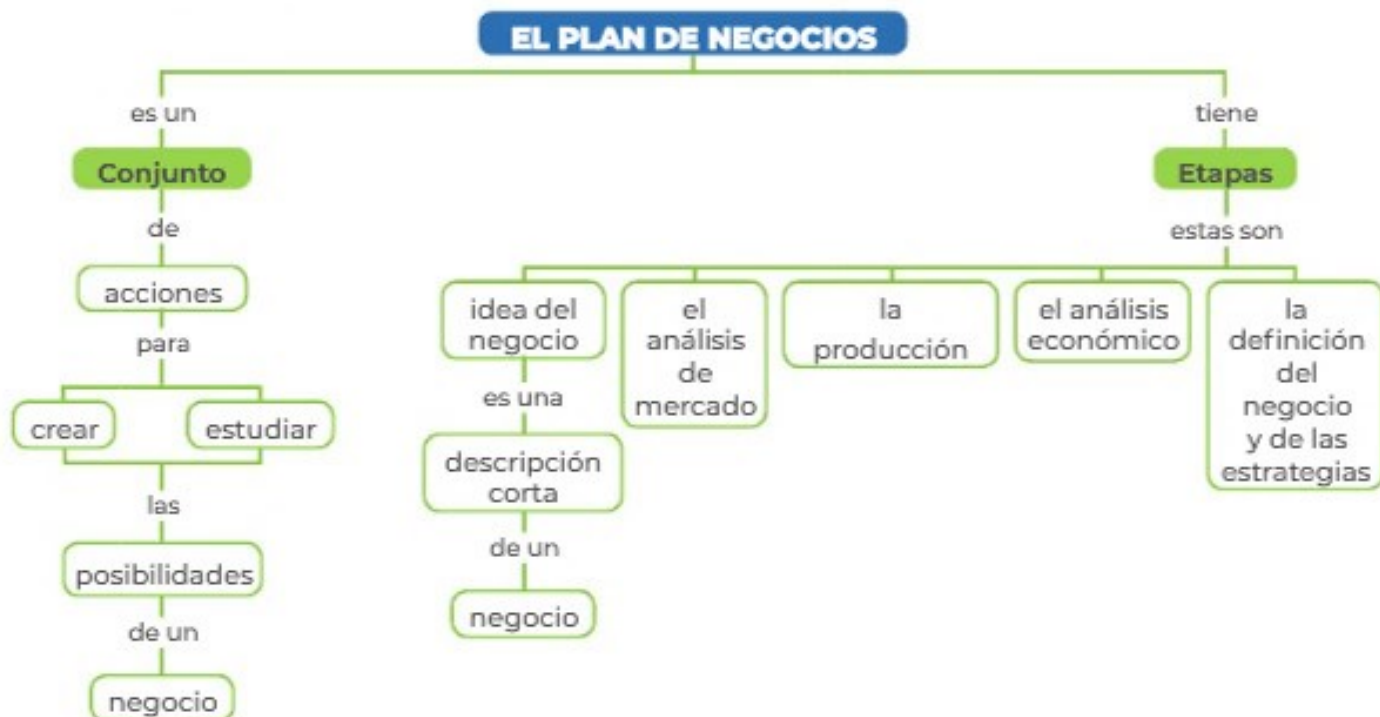 EL PLAN DE NEGOCIOS
es un
Conjunto
de
acciones
para
crear
estudiar
las
posibilidades
de un
negocio
tiene
Etapas
estas son
idea del
negocio
es una
descripción
corta
de un
negocio
el
análisis
de
mercado
la
producción
el análisis
económico
la
definición
del
negocio
y de las
estrategias